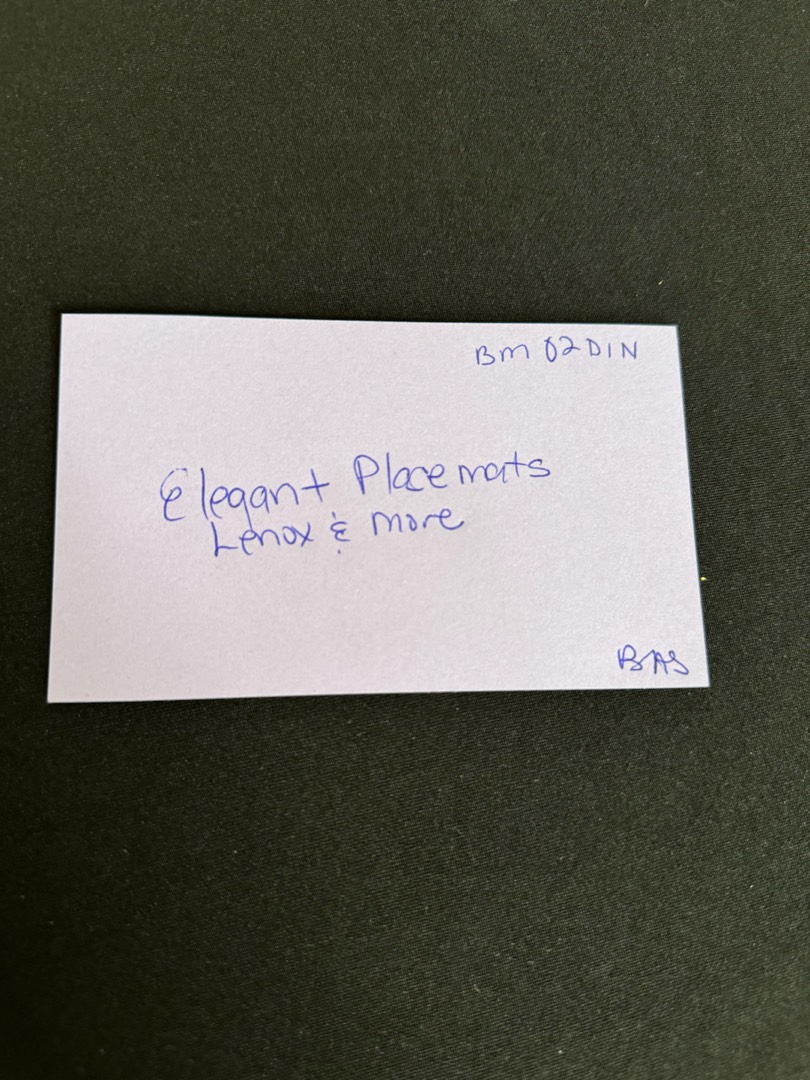 Bm 02DIN
Elegant Placemats
Lenox & more
BAS